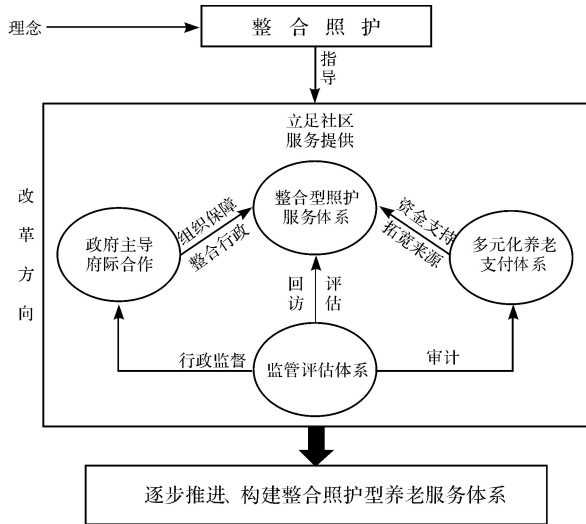 理念
整合照护
指导
立足社区
服务提供
改革方向
整合型照护
服务体系
组织保障
整合行政
资金支持
拓宽来源
政府主导
府际合作
多元化养老
支付体系
回访
评估
行政监督
监管评估体系
审计
逐步推进、构建整合照护型养老服务体系